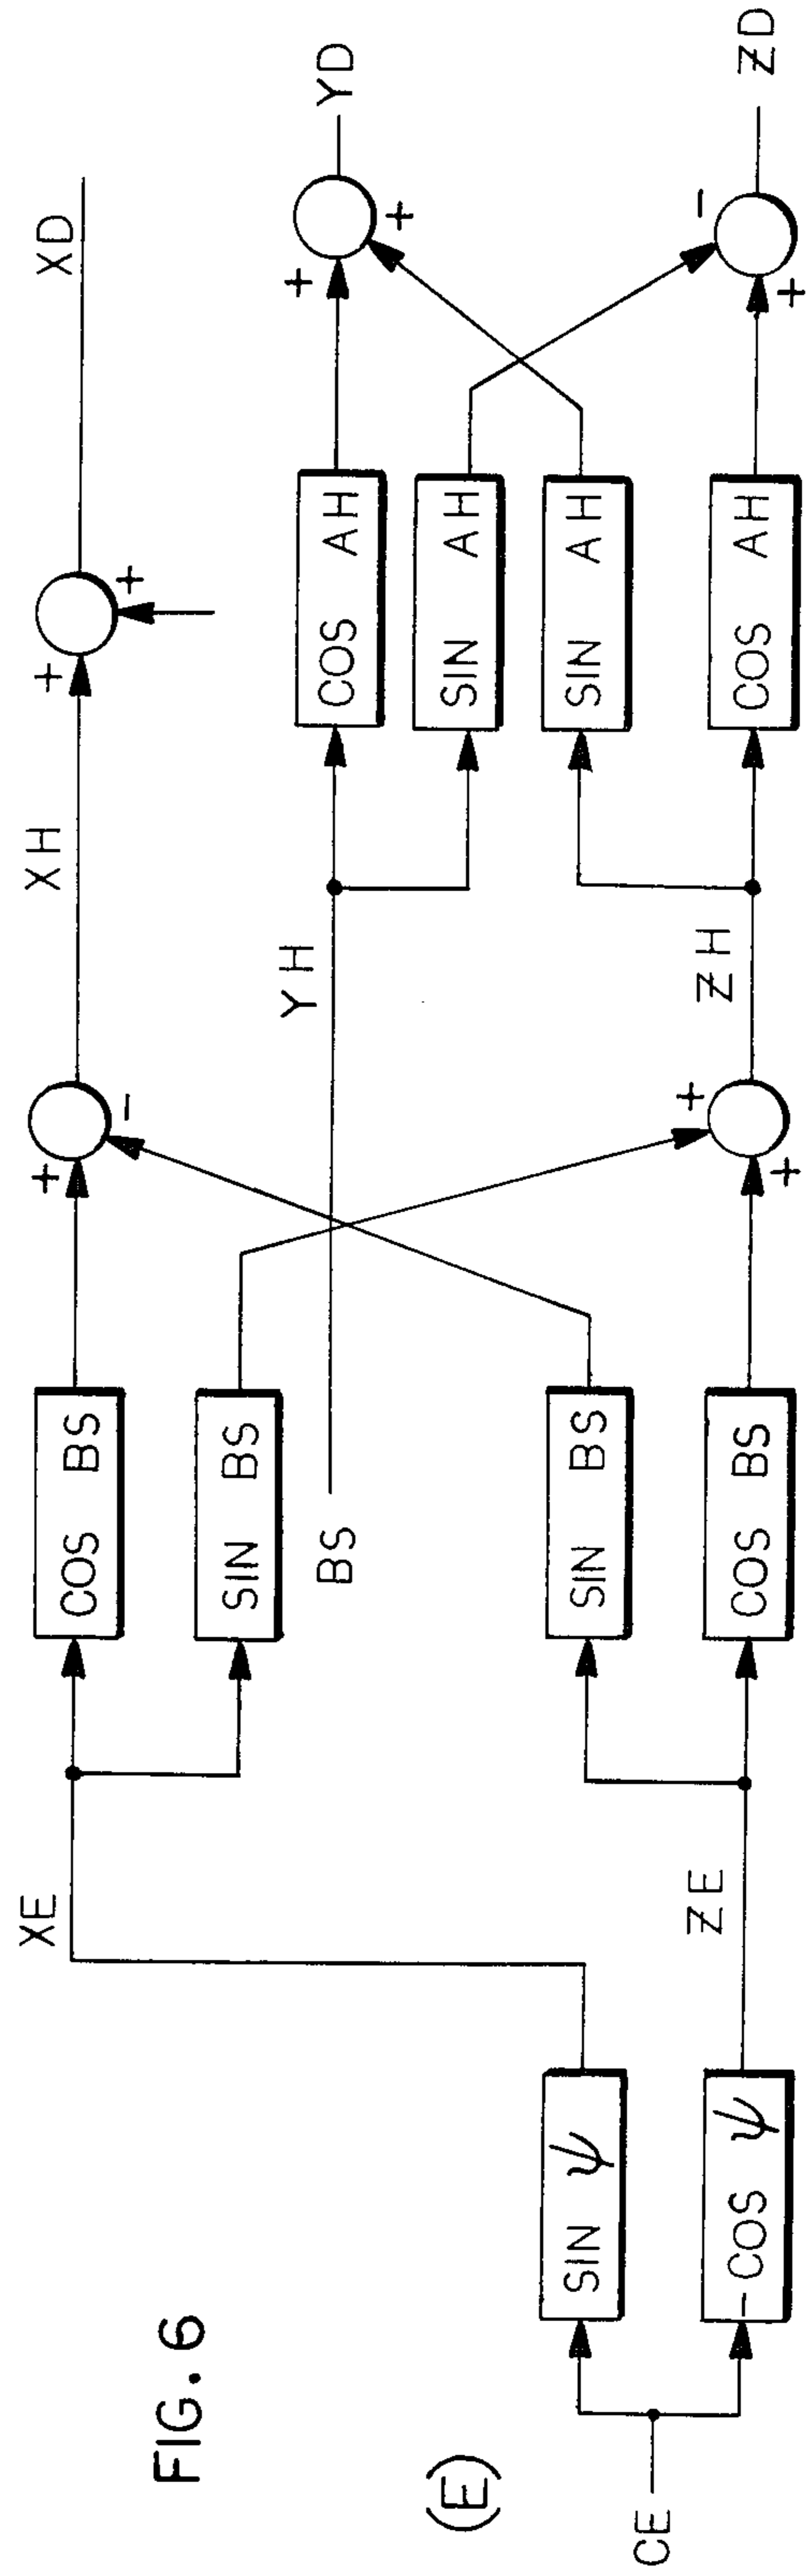 FIG. 6
(E)
CE
SIN ψ
-COS ψ
XE
ZE
COS BS
SIN BS
BS
SIN BS
COS BS
+
-
+
+
XH
YH
ZH
COS AH
SIN AH
SIN AH
COS AH
+
+
+
+
-
+
XD
YD
ZD